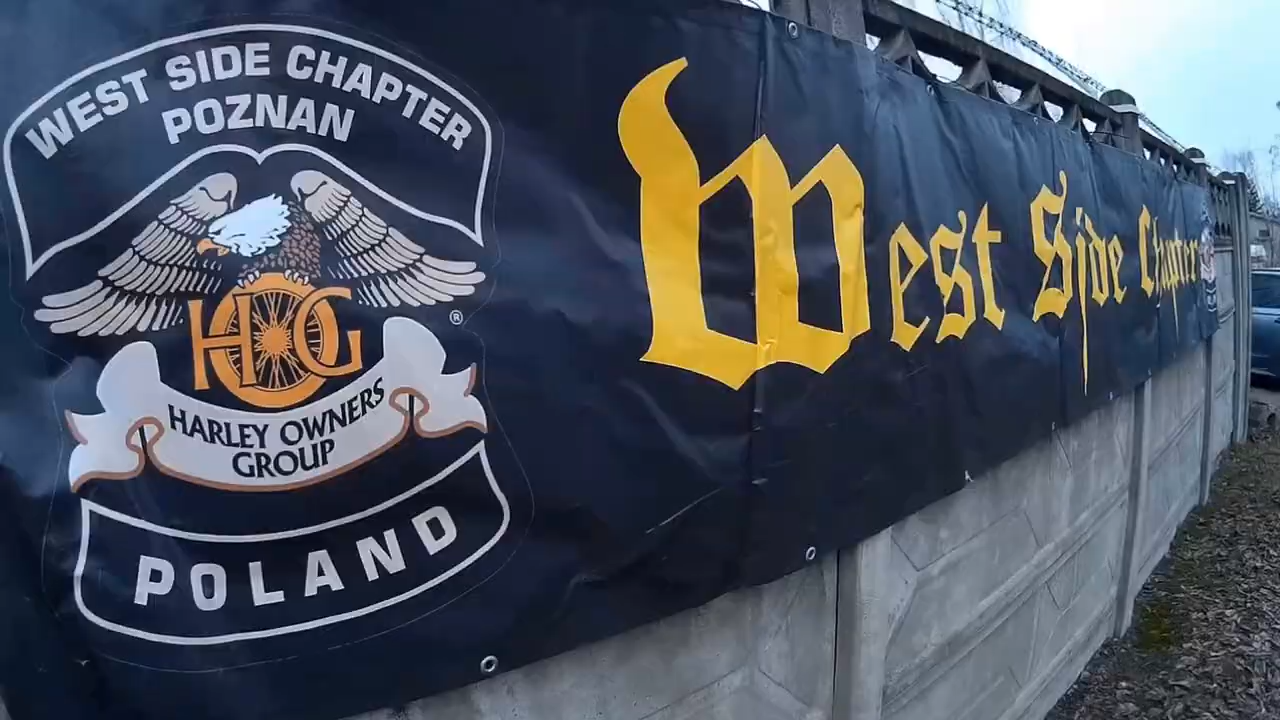 WEST SIDE CHAPTER
POZNAN
HOG
®
HARLEY OWNERS
GROUP
POLAND
West Side Chapter